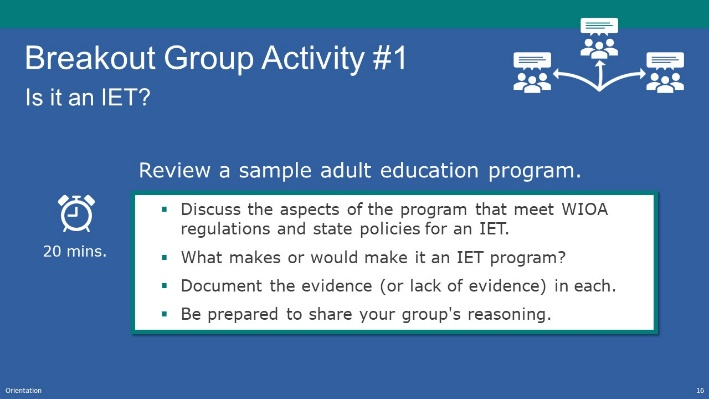 Breakout Group Activity #1
Is it an IET?
Review a sample adult education program.
20 mins.
▪ Discuss the aspects of the program that meet WIOA
regulations and state policies for an IET.
▪ What makes or would make it an IET program?
▪ Document the evidence (or lack of evidence) in each.
▪ Be prepared to share your group's reasoning.
Orientation
16